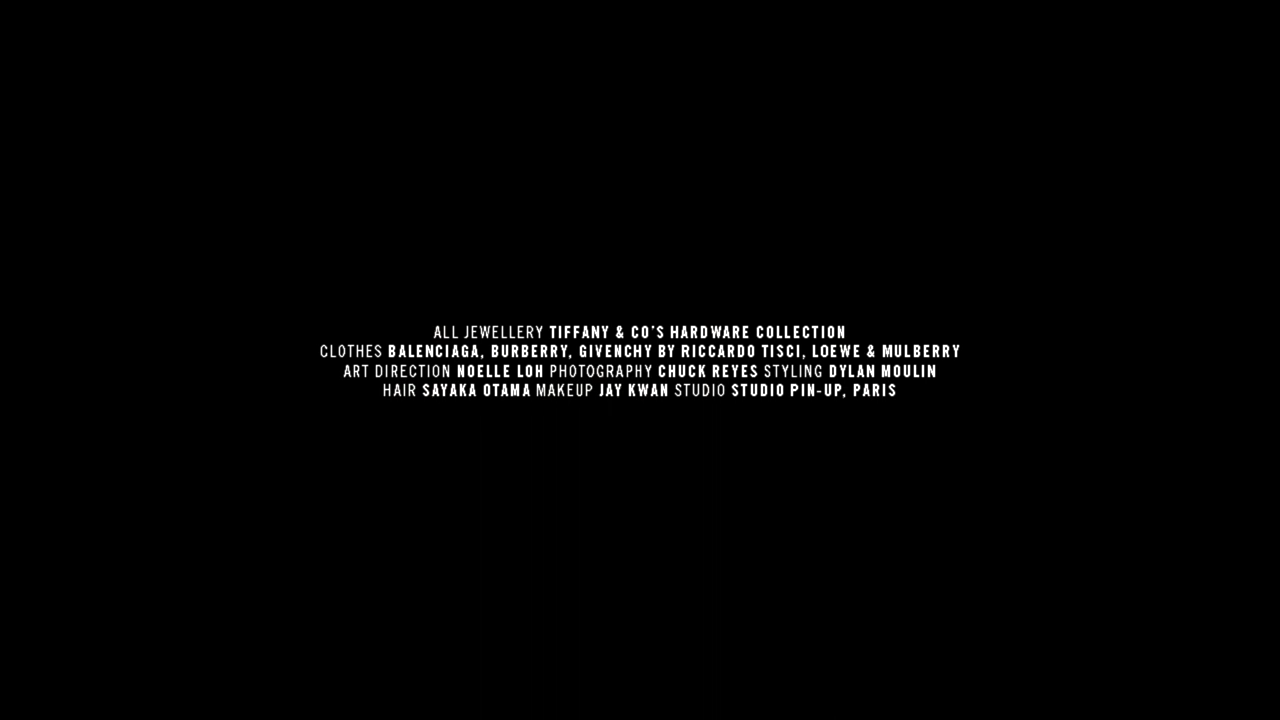 ALL JEWELLERY TIFFANY & CO'S HARDWARE COLLECTION
CLOTHES BALENCIAGA, BURBERRY, GIVENCHY BY RICCARDO TISCI, LOEWE & MULBERRY
ART DIRECTION NOELLE LOH PHOTOGRAPHY CHUCK REYES STYLING DYLAN MOULIN
HAIR SAYAKA OTAMA MAKEUP JAY KWAN STUDIO STUDIO PIN-UP, PARIS